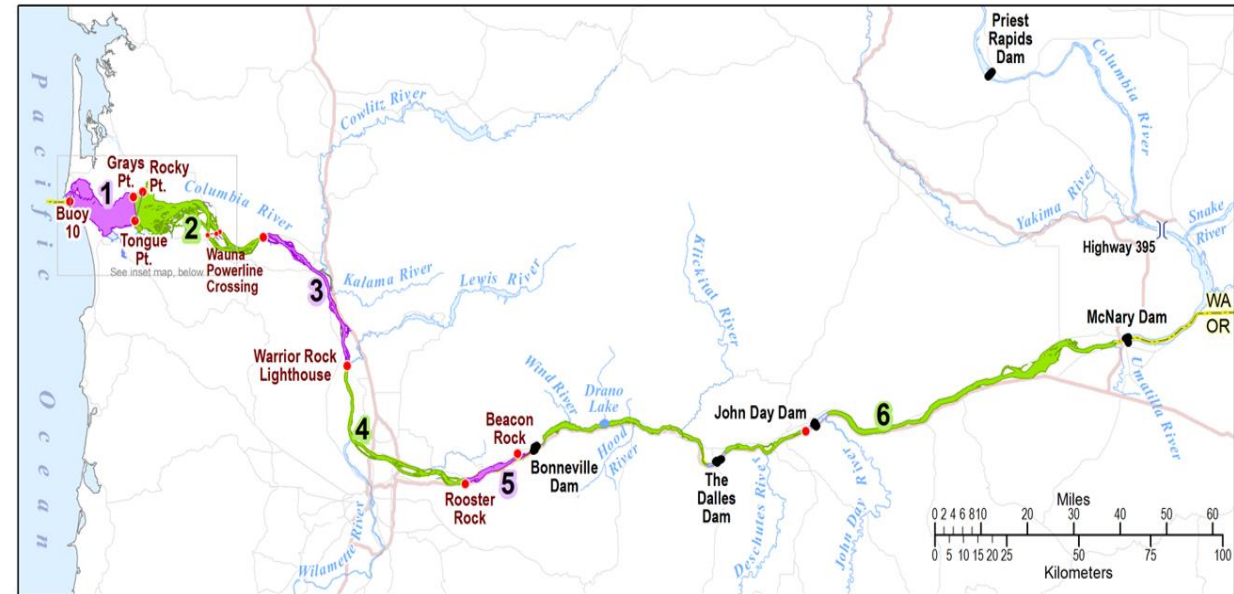 Priest
Rapids
Dam
Columbia River
Cowlitz River
Pacific Ocean
Grays
Pt.
Rocky
Pt.
1
Columbia
River
Buoy
10
2
Tongue
Pt.
See inset map, below.
Wauna
Powerline
Crossing
3
Kalama River
Lewis River
Klickitat River
Yakima River
Highway 395
Snake
River
WA
OR
McNary Dam
Umatilla River
Warrior Rock
Lighthouse
Wind River
Drano
Lake
Hood
River
Beacon
Rock
John Day Dam
6
4
5
Bonneville
Dam
Rooster
Rock
The
Dalles
Dam
Deschutes River
John Day River
Wilamette River
Miles
0 2 4 6 8 10 20 30 40 50 60
0 5 10 15 20 25 50 75 100
Kilometers